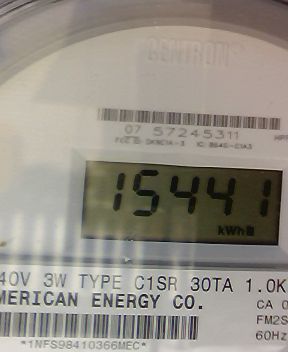 CENTRON
07 57245311
15441
kWh
40V 3W TYPE C1SR 30TA 1.0K
MERICAN ENERGY CO.
CA 0
FM2S
60Hz
*1NFS98410366MEC*